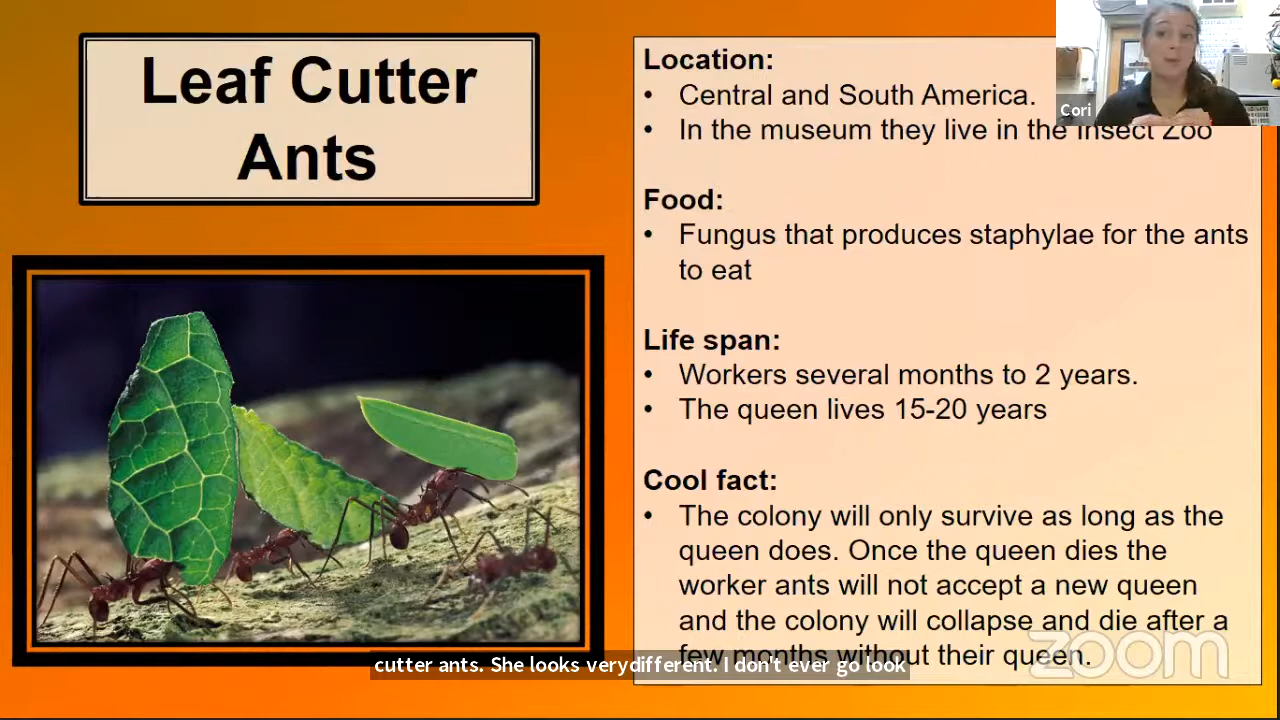 Leaf Cutter
Ants
Location:
• Central and South America.
• In the museum they live in the Insect Zoo
Cori
Food:
• Fungus that produces staphylae for the ants
to eat
Life span:
• Workers several months to 2 years.
• The queen lives 15-20 years
Cool fact:
• The colony will only survive as long as the
queen does. Once the queen dies the
worker ants will not accept a new queen
and the colony will collapse and die after a
few months without their queen.
zoom
cutter ants. She looks verydifferent. I don't ever go look